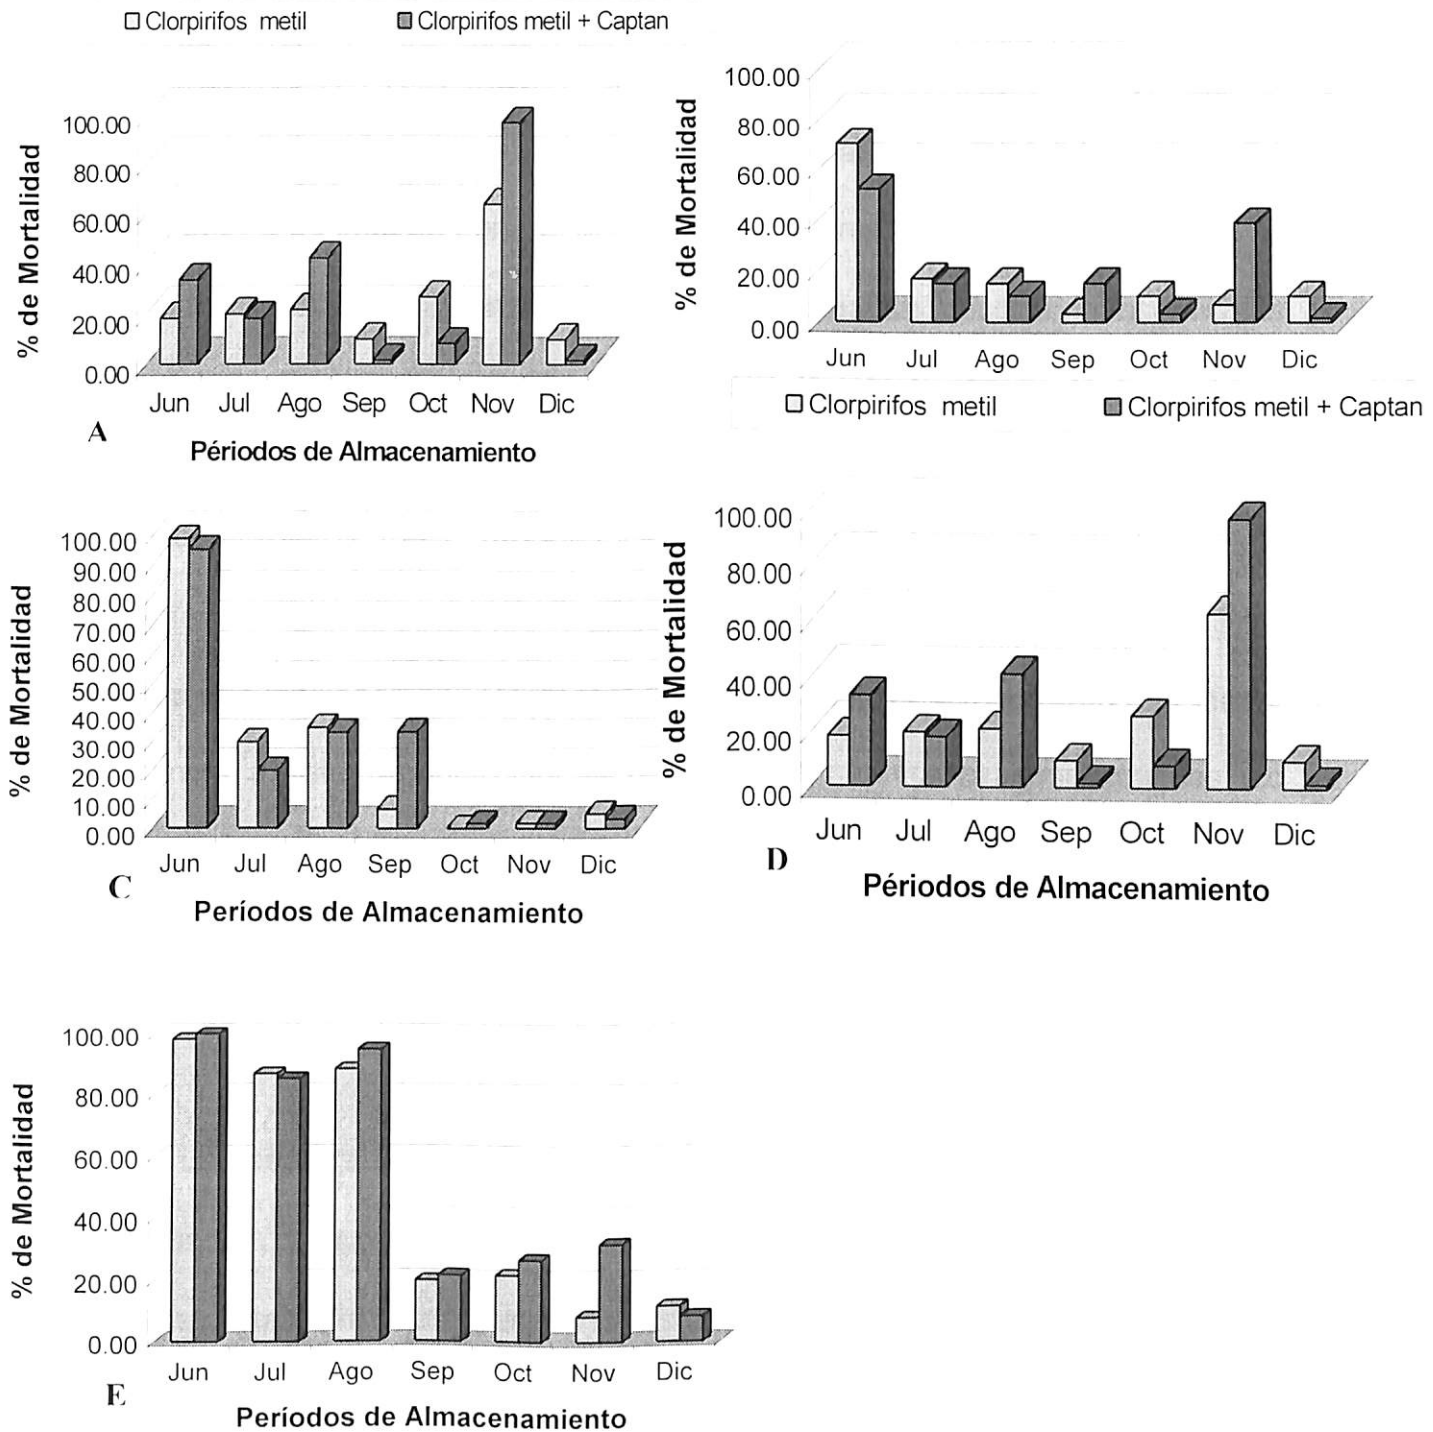 Clorpirifos metil
Clorpirifos metil + Captan
% de Mortalidad
100.00
80.00
60.00
40.00
20.00
0.00
Jun Jul Ago Sep Oct Nov Dic
A
Périodos de Almacenamiento
% de Mortalidad
100.00
80.00
60.00
40.00
20.00
0.00
Jun Jul Ago Sep Oct Nov Dic
Clorpirifos metil
Clorpirifos metil + Captan
% de Mortalidad
100.00
90.00
80.00
70.00
60.00
50.00
40.00
30.00
20.00
10.00
0.00
Jun Jul Ago Sep Oct Nov Dic
C
Períodos de Almacenamiento
% de Mortalidad
100.00
80.00
60.00
40.00
20.00
0.00
Jun Jul Ago Sep Oct Nov Dic
D
Périodos de Almacenamiento
% de Mortalidad
100.00
80.00
60.00
40.00
20.00
0.00
Jun Jul Ago Sep Oct Nov Dic
E
Períodos de Almacenamiento